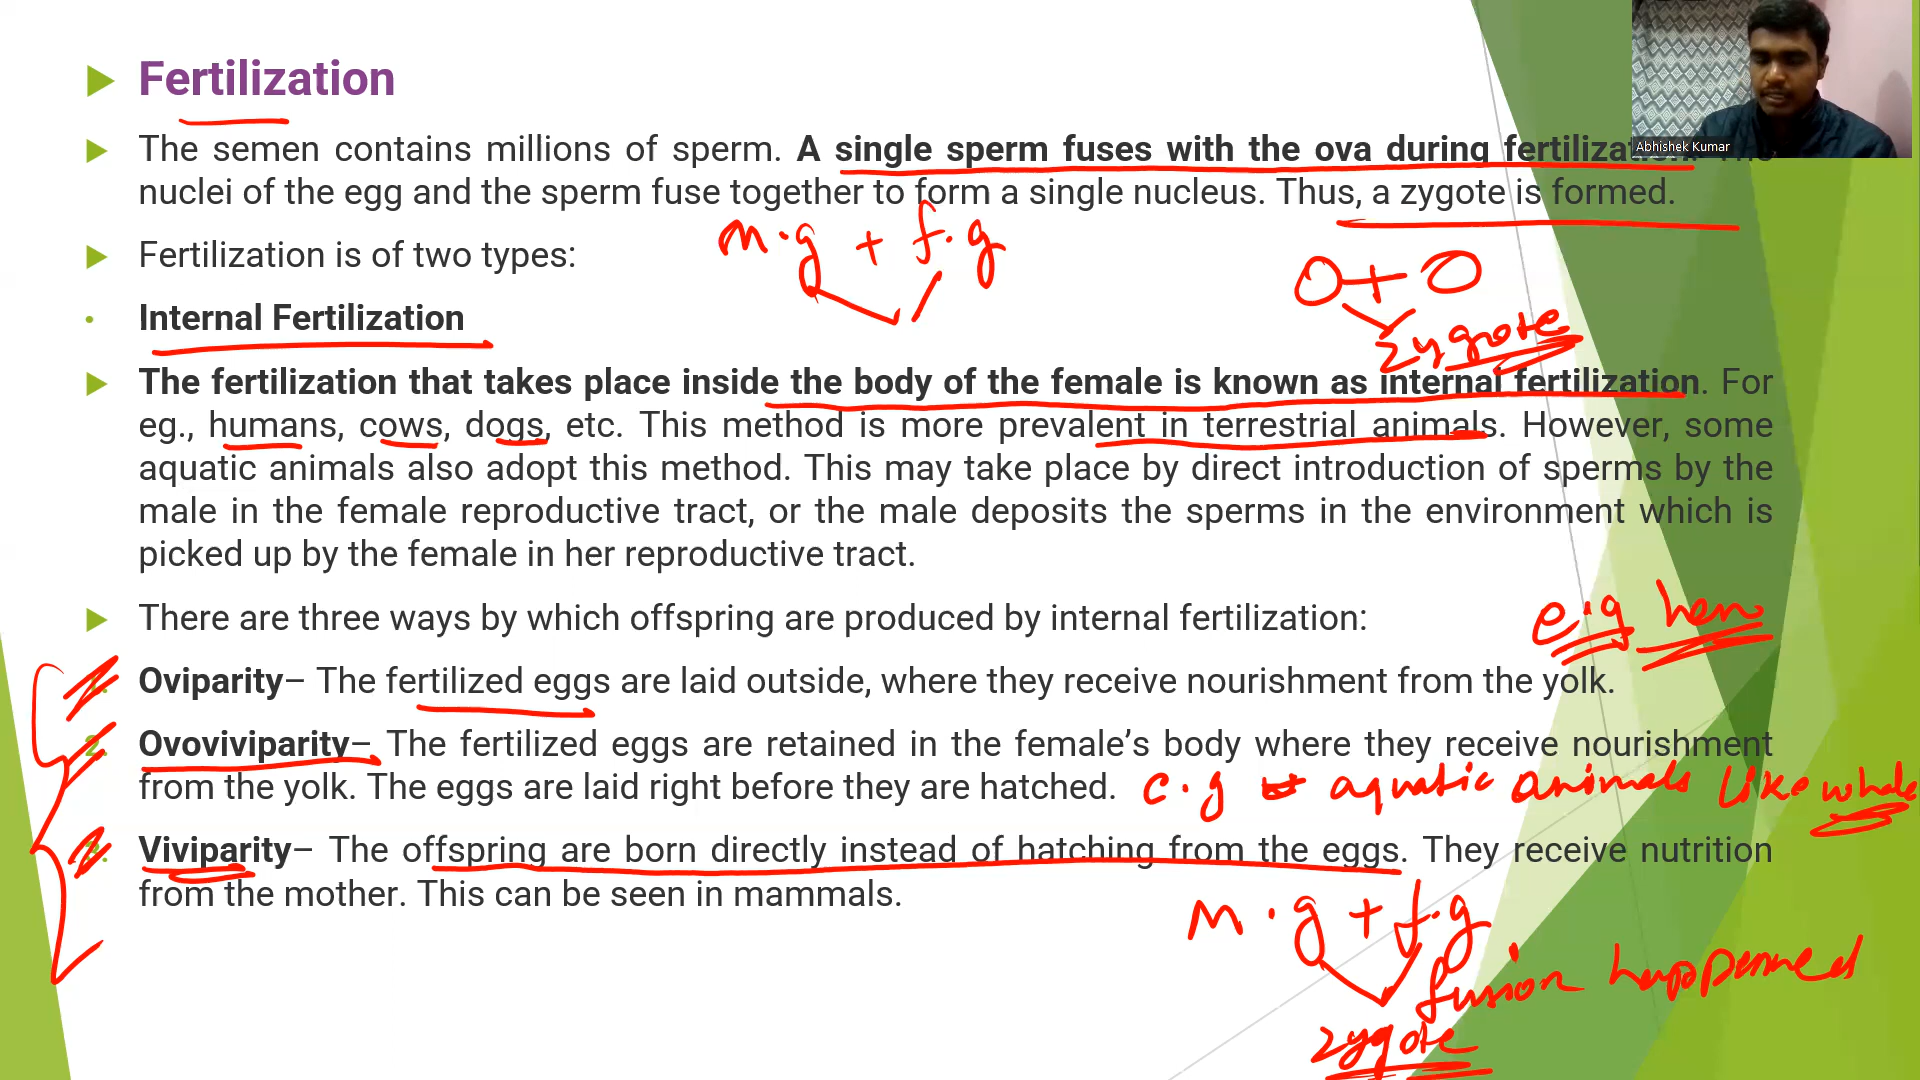 Fertilization
Abhishek Kumar
The semen contains millions of sperm. A single sperm fuses with the ova during fertilization. The
nuclei of the egg and the sperm fuse together to form a single nucleus. Thus, a zygote is formed.
m.g + f.g
Fertilization is of two types:
O + O
Internal Fertilization
zygote
The fertilization that takes place inside the body of the female is known as internal fertilization. For
eg., humans, cows, dogs, etc. This method is more prevalent in terrestrial animals. However, some
aquatic animals also adopt this method. This may take place by direct introduction of sperms by the
male in the female reproductive tract, or the male deposits the sperms in the environment which is
picked up by the female in her reproductive tract.
There are three ways by which offspring are produced by internal fertilization:
e.g hen
Oviparity– The fertilized eggs are laid outside, where they receive nourishment from the yolk.
2. Ovoviviparity– The fertilized eggs are retained in the female’s body where they receive nourishment
from the yolk. The eggs are laid right before they are hatched.
e.g aquatic animals like whale
3. Viviparity– The offspring are born directly instead of hatching from the eggs. They receive nutrition
from the mother. This can be seen in mammals.
M.g + f.g
fusion happened
zygote